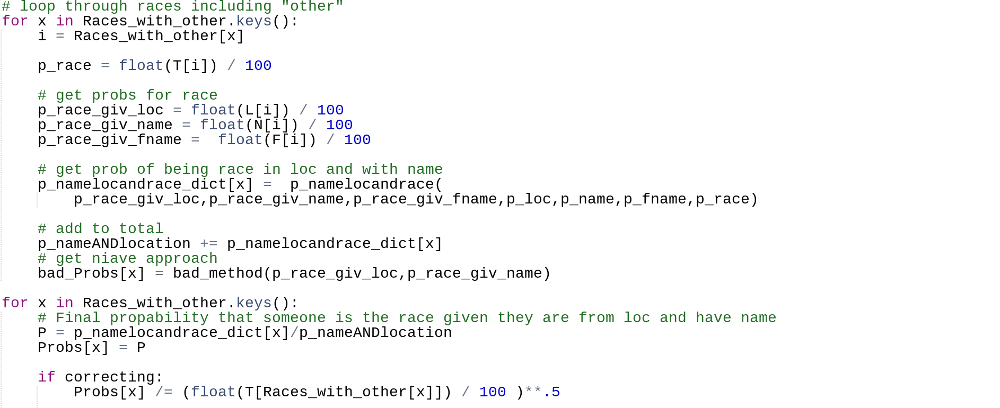 # loop through races including "other"
for x in Races_with_other.keys():
    i = Races_with_other[x]

    p_race = float(T[i]) / 100

    # get probs for race
    p_race_giv_loc = float(L[i]) / 100
    p_race_giv_name = float(N[i]) / 100
    p_race_giv_fname =  float(F[i]) / 100

    # get prob of being race in loc and with name
    p_namelocandrace_dict[x] =  p_namelocandrace(
        p_race_giv_loc,p_race_giv_name,p_race_giv_fname,p_loc,p_name,p_fname,p_race)

    # add to total
    p_nameANDlocation += p_namelocandrace_dict[x]
    # get niave approach
    bad_Probs[x] = bad_method(p_race_giv_loc,p_race_giv_name)

for x in Races_with_other.keys():
    # Final propability that someone is the race given they are from loc and have name
    P = p_namelocandrace_dict[x]/p_nameANDlocation
    Probs[x] = P

    if correcting:
        Probs[x] /= (float(T[Races_with_other[x]]) / 100 )**.5